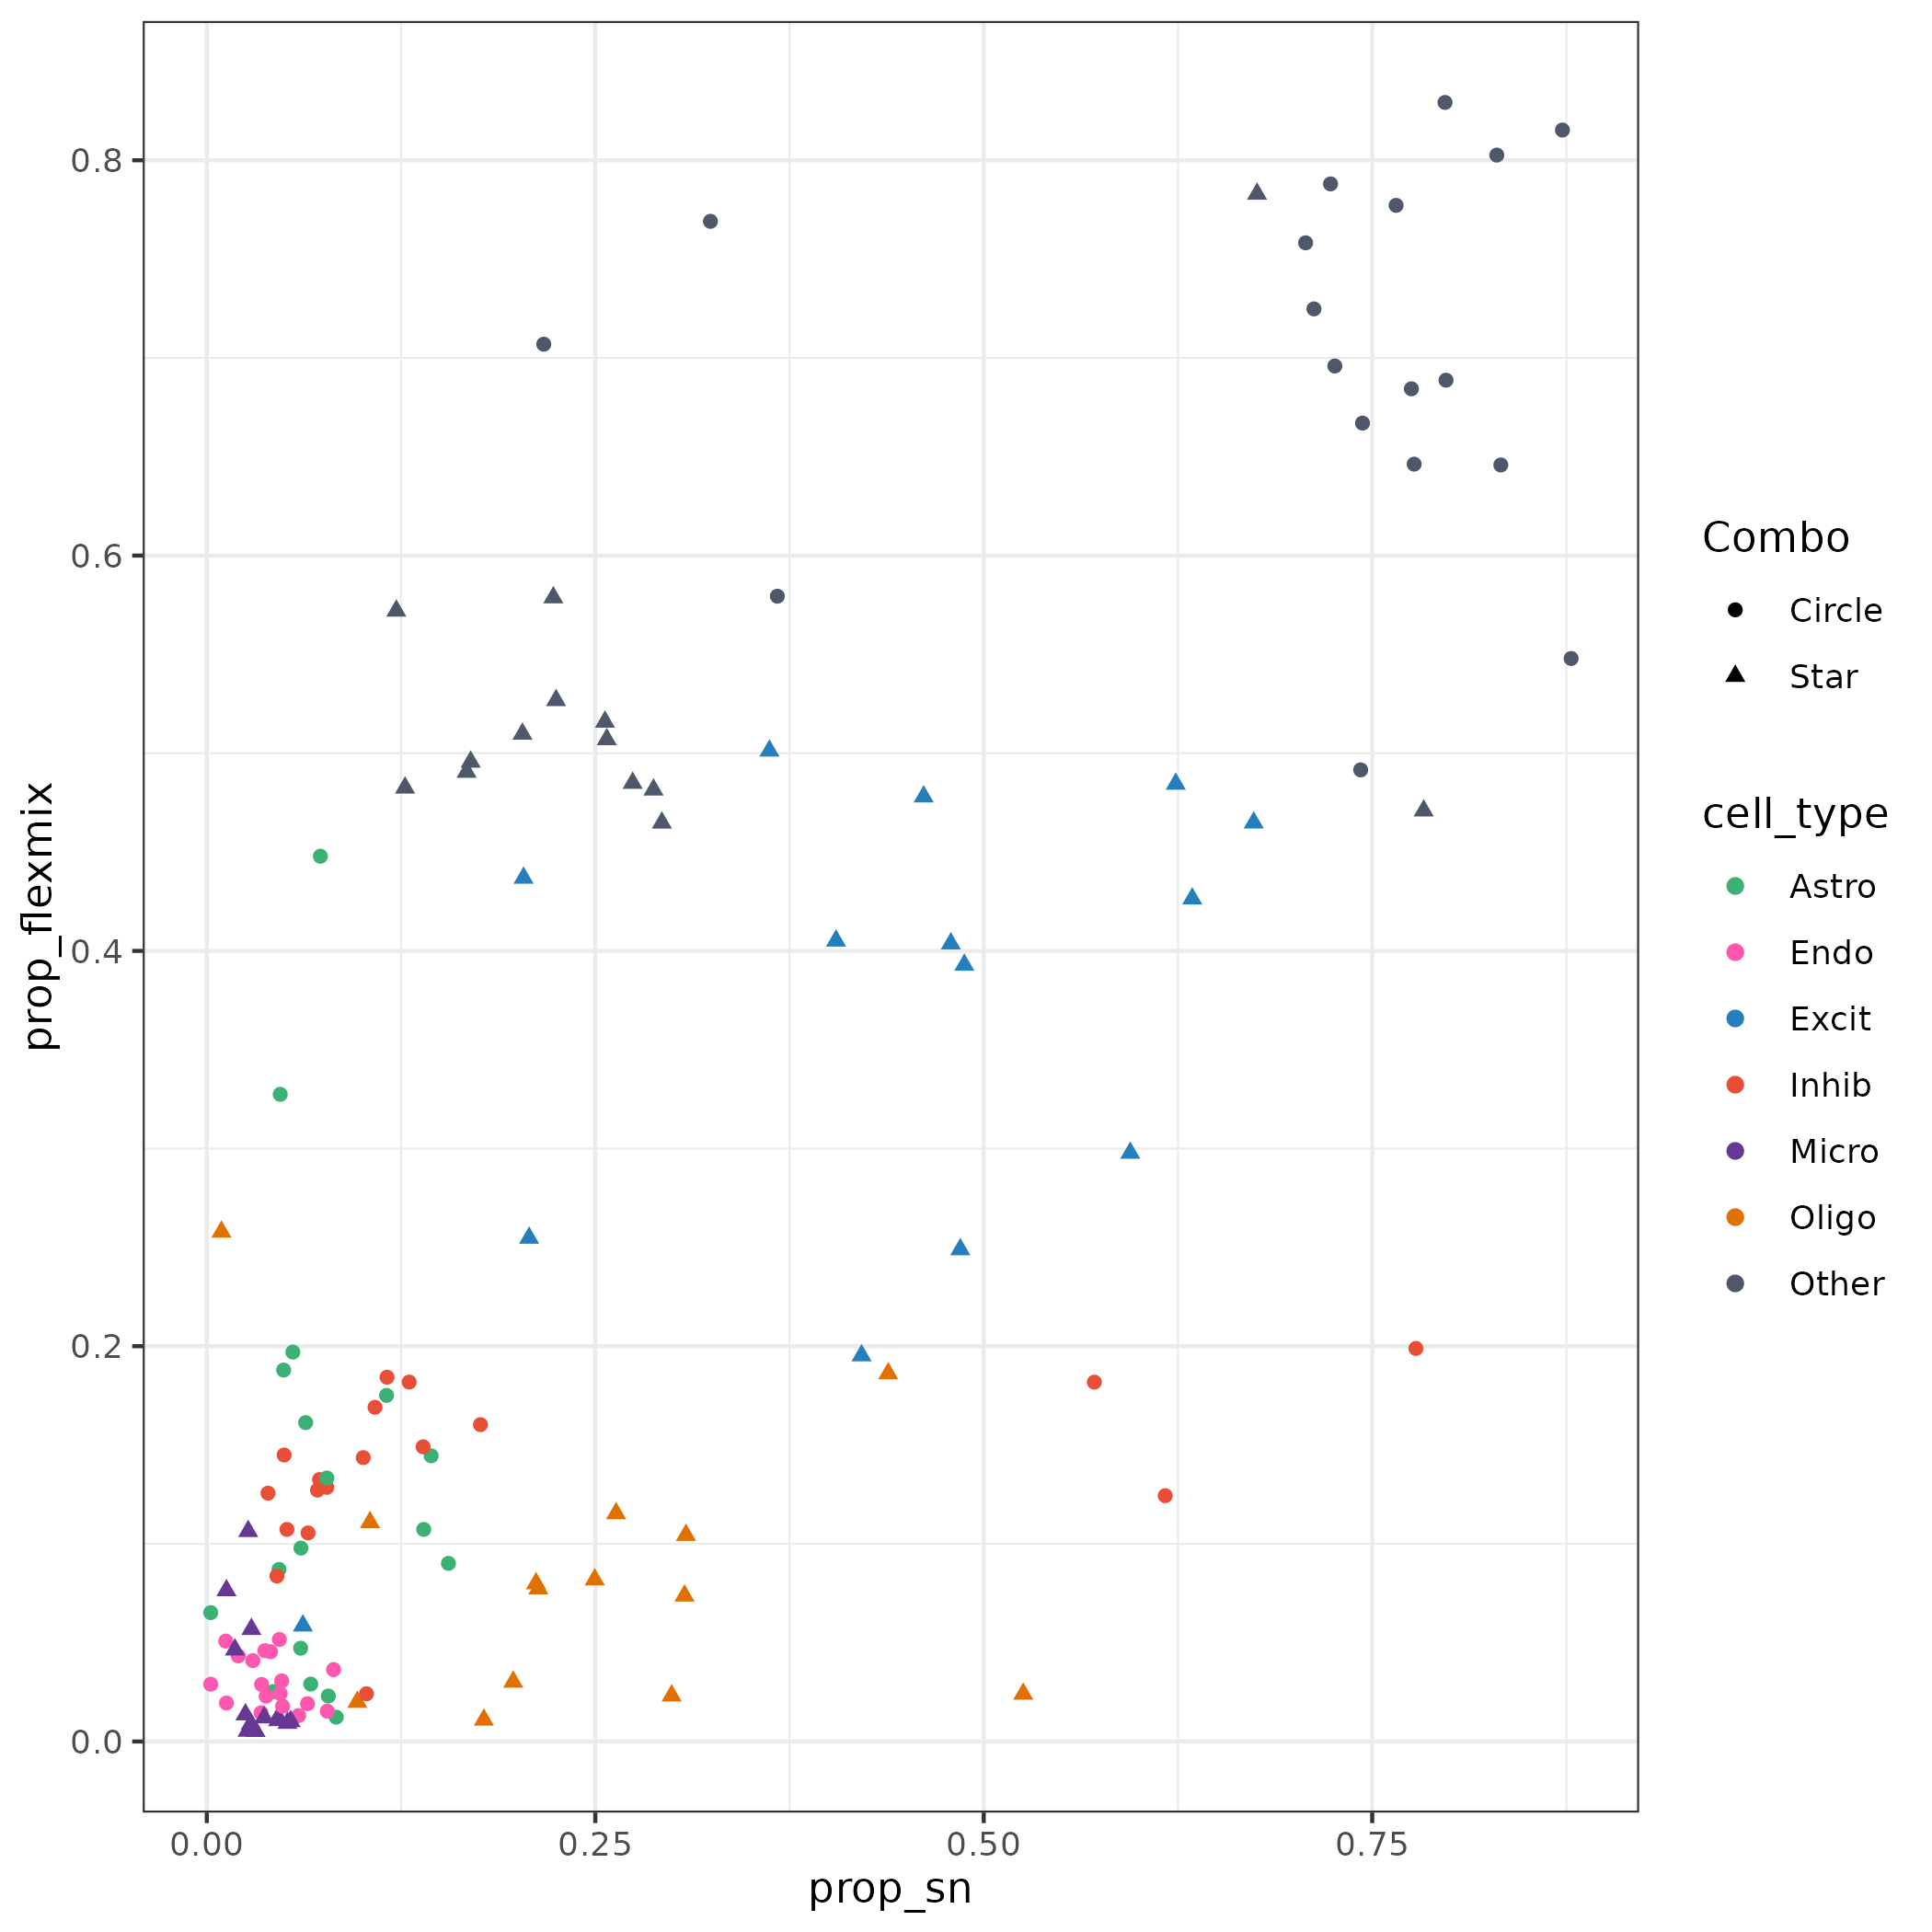 0.8
0.6
0.4
0.2
0.0
prop_flexmix
0.00 0.25 0.50 0.75
prop_sn
Combo
Circle
Star
cell_type
Astro
Endo
Excit
Inhib
Micro
Oligo
Other